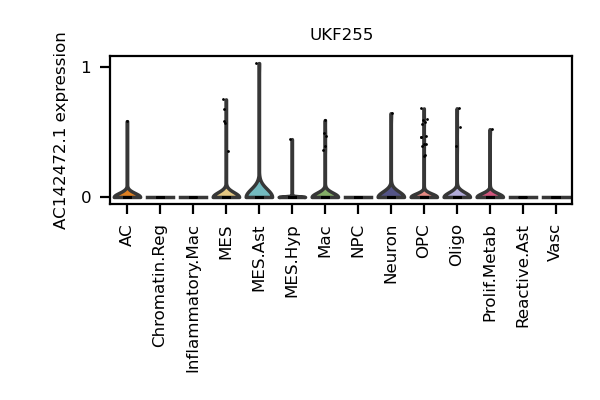 UKF255
AC142472.1 expression
1
0
AC
Chromatin.Reg
Inflammatory.Mac
MES
MES.Ast
MES.Hyp
Mac
NPC
Neuron
OPC
Oligo
Prolif.Metab
Reactive.Ast
Vasc